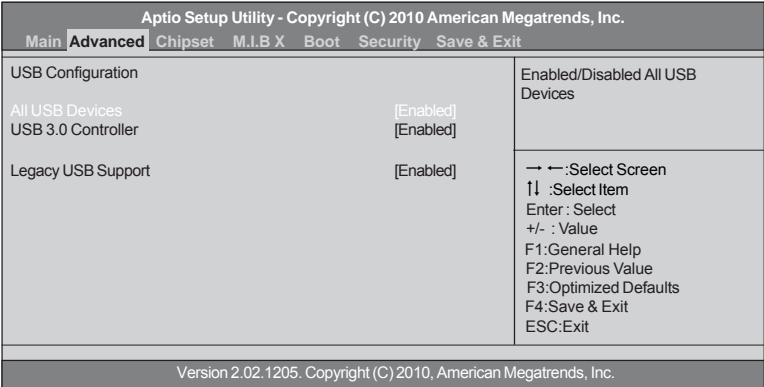 Aptio Setup Utility - Copyright (C) 2010 American Megatrends, Inc.
Main Advanced Chipset M.I.B X Boot Security Save & Exit
USB Configuration
All USB Devices [Enabled]
USB 3.0 Controller [Enabled]
Legacy USB Support [Enabled]
Enabled/Disabled All USB
Devices
→ ←:Select Screen
↑↓ :Select Item
Enter : Select
+/- : Value
F1:General Help
F2:Previous Value
F3:Optimized Defaults
F4:Save & Exit
ESC:Exit
Version 2.02.1205. Copyright (C) 2010, American Megatrends, Inc.